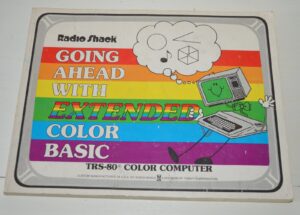 Radio Shack
GOING
AHEAD
WITH
EXTENDED
COLOR
BASIC
TRS-80® COLOR COMPUTER